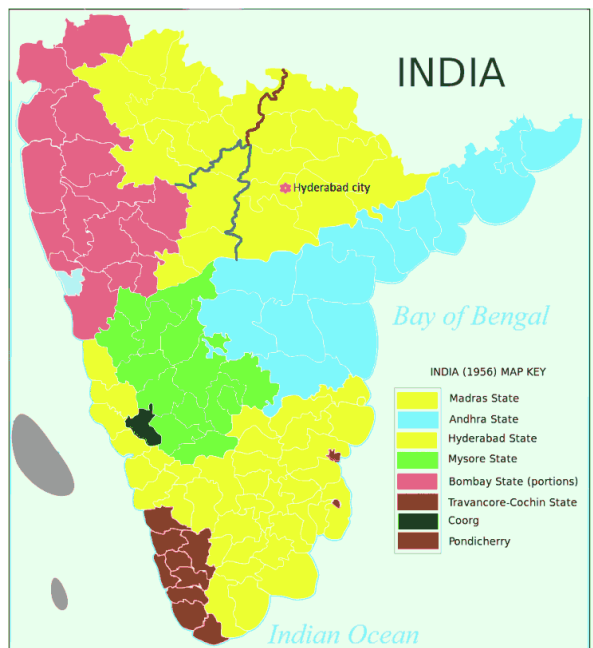 INDIA
Hyderabad city
Bay of Bengal
INDIA (1956) MAP KEY
Madras State
Andhra State
Hyderabad State
Mysore State
Bombay State (portions)
Travancore-Cochin State
Coorg
Pondicherry
Indian Ocean